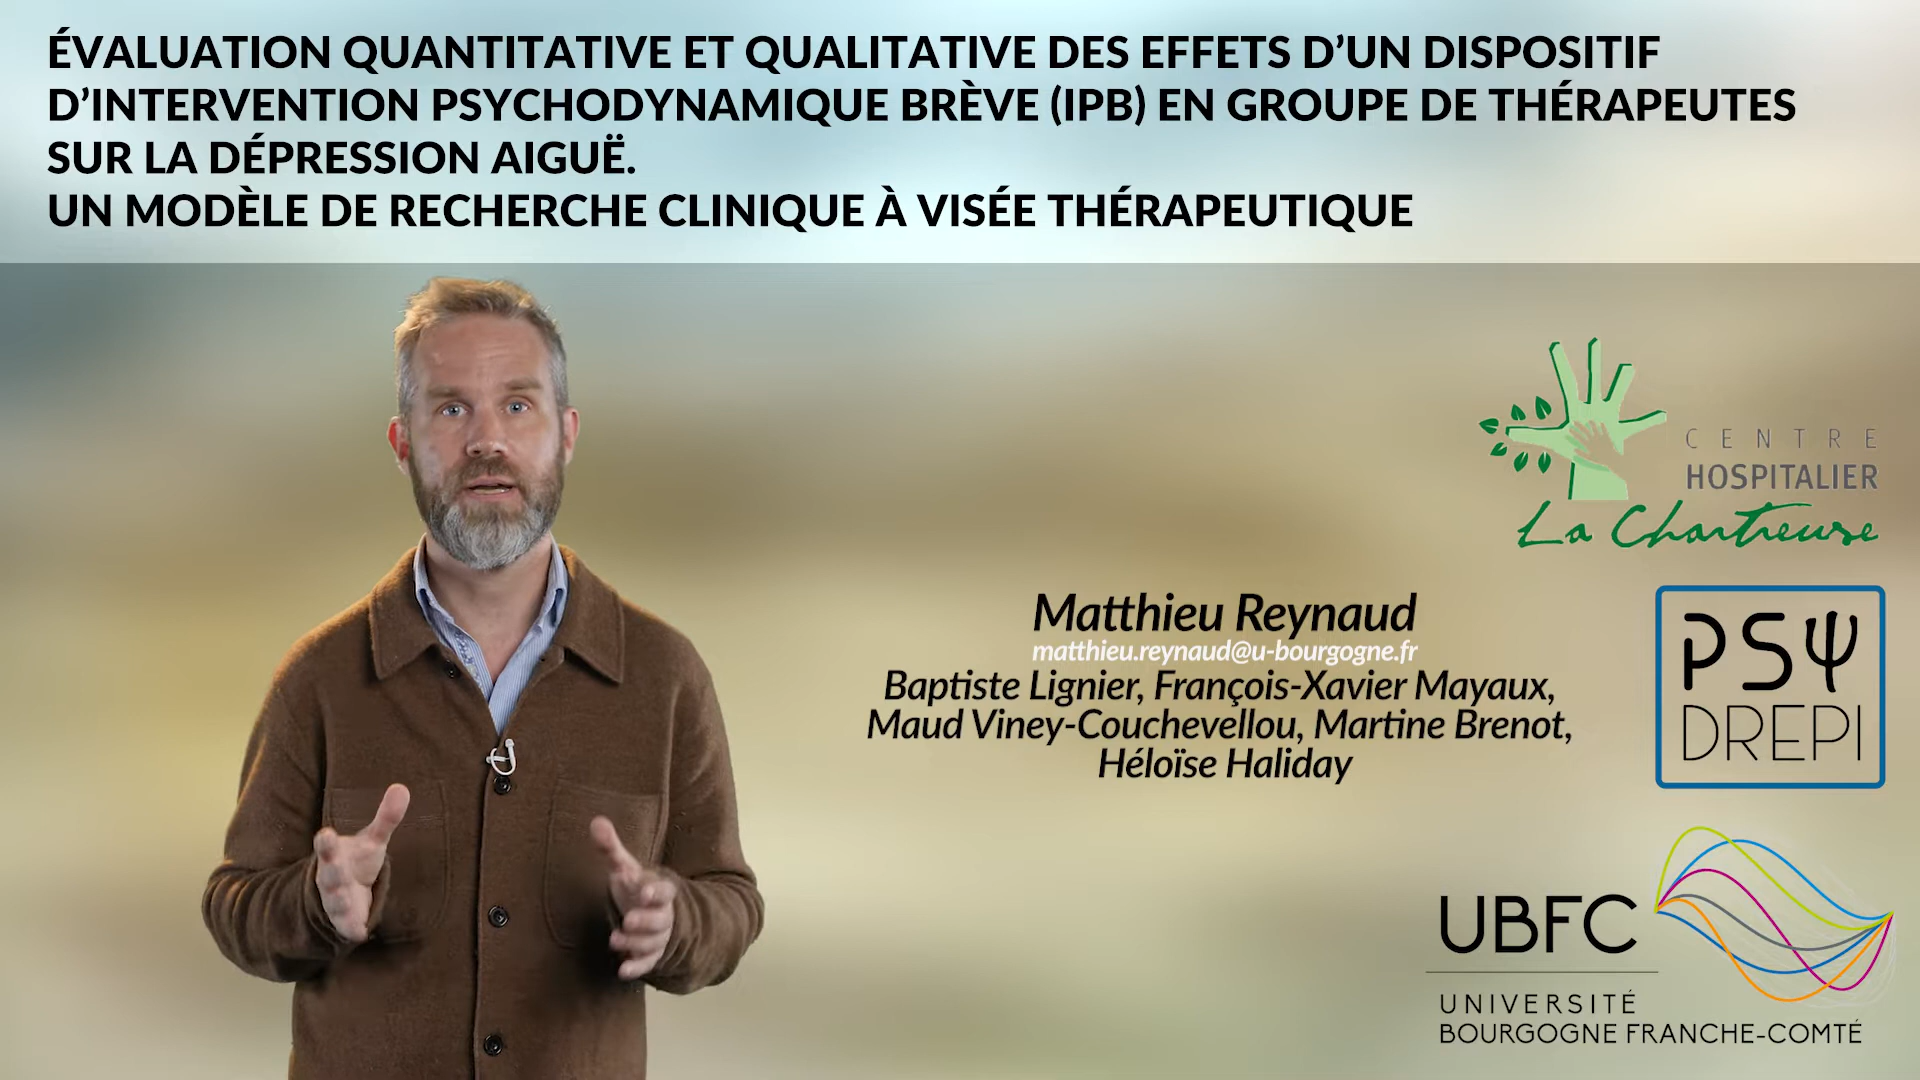 ÉVALUATION QUANTITATIVE ET QUALITATIVE DES EFFETS D’UN DISPOSITIF
D’INTERVENTION PSYCHODYNAMIQUE BRÈVE (IPB) EN GROUPE DE THÉRAPEUTES
SUR LA DÉPRESSION AIGUË.
UN MODÈLE DE RECHERCHE CLINIQUE À VISÉE THÉRAPEUTIQUE
CENTRE
HOSPITALIER
La Chartreuse
Matthieu Reynaud
matthieu.reynaud@u-bourgogne.fr
Baptiste Lignier, François-Xavier Mayaux,
Maud Viney-Couchevellou, Martine Brenot,
Héloïse Haliday
PSΨ
DREPI
UBFC
UNIVERSITÉ
BOURGOGNE FRANCHE-COMTÉ